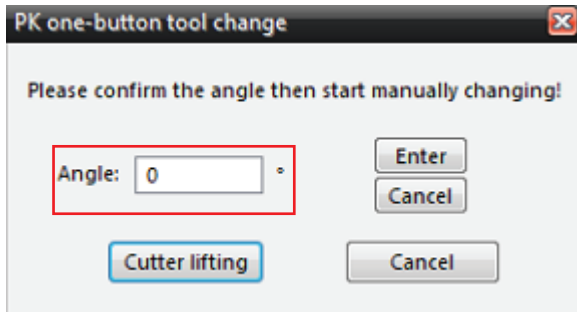 PK one-button tool change
Please confirm the angle then start manually changing!
Angle: 0 °
Enter
Cancel
Cutter lifting
Cancel